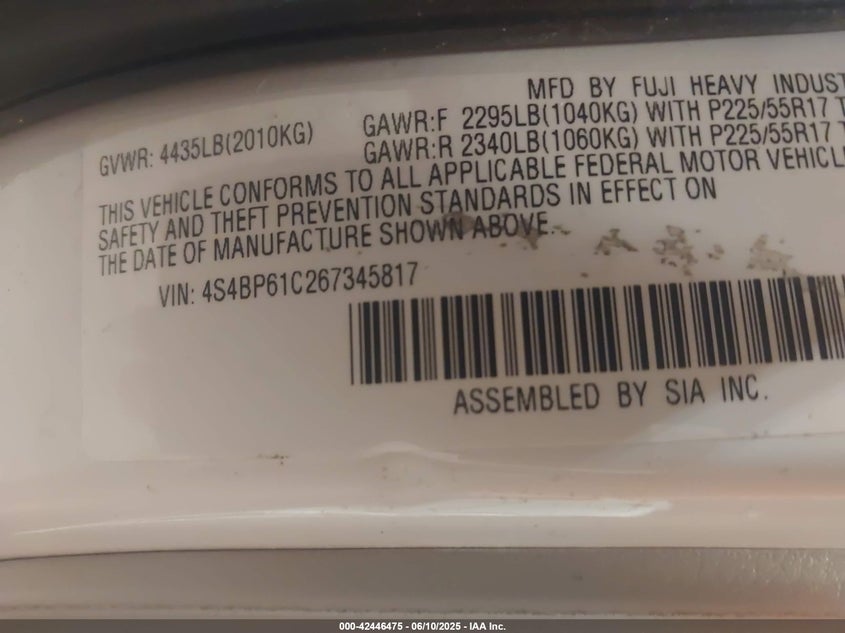 MFD BY FUJI HEAVY INDUST
GVWR: 4435LB(2010KG)
GAWR:F 2295LB(1040KG) WITH P225/55R17
GAWR:R 2340LB(1060KG) WITH P225/55R17
THIS VEHICLE CONFORMS TO ALL APPLICABLE FEDERAL MOTOR VEHICLE
SAFETY AND THEFT PREVENTION STANDARDS IN EFFECT ON
THE DATE OF MANUFACTURE SHOWN ABOVE.
VIN: 4S4BP61C267345817
ASSEMBLED BY SIA INC.
000-42446475 - 06/10/2025 - IAA Inc.